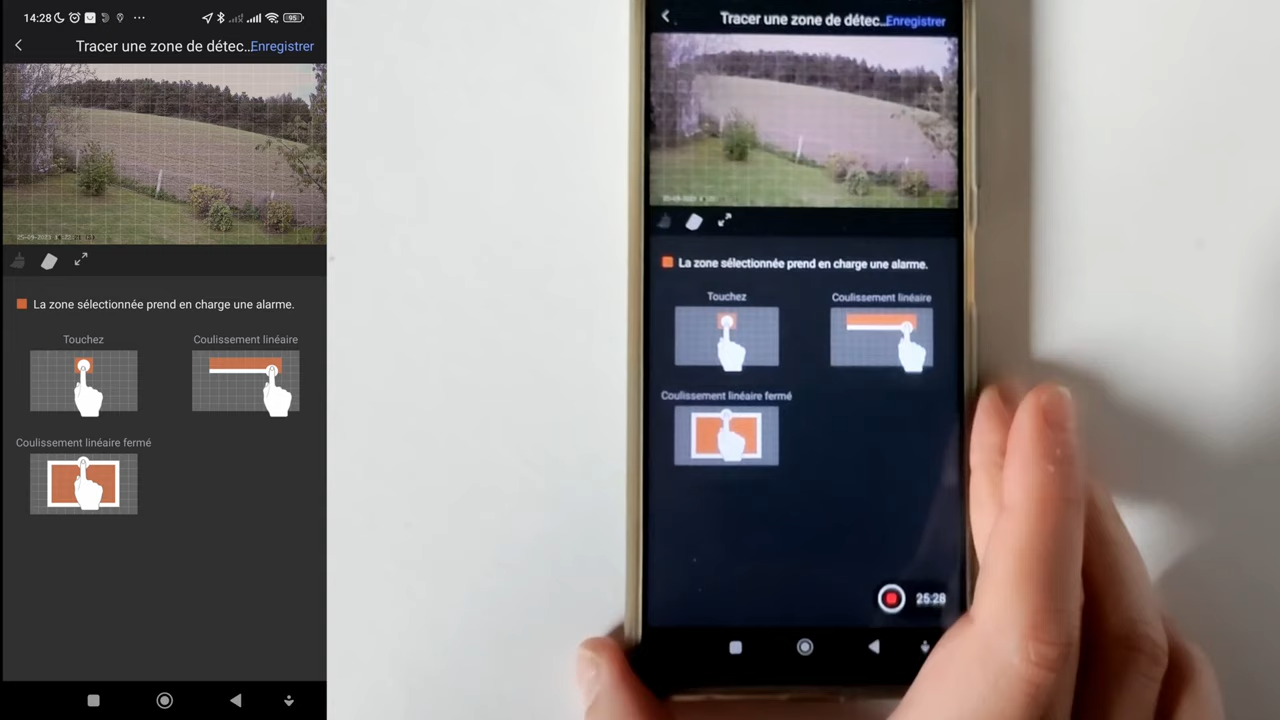 14:28
95
Tracer une zone de détec...Enregistrer
La zone sélectionnée prend en charge une alarme.
Touchez
Coulissement linéaire
Coulissement linéaire fermé
Tracer une zone de détec...Enregistrer
La zone sélectionnée prend en charge une alarme.
Touchez
Coulissement linéaire
Coulissement linéaire fermé
25:28